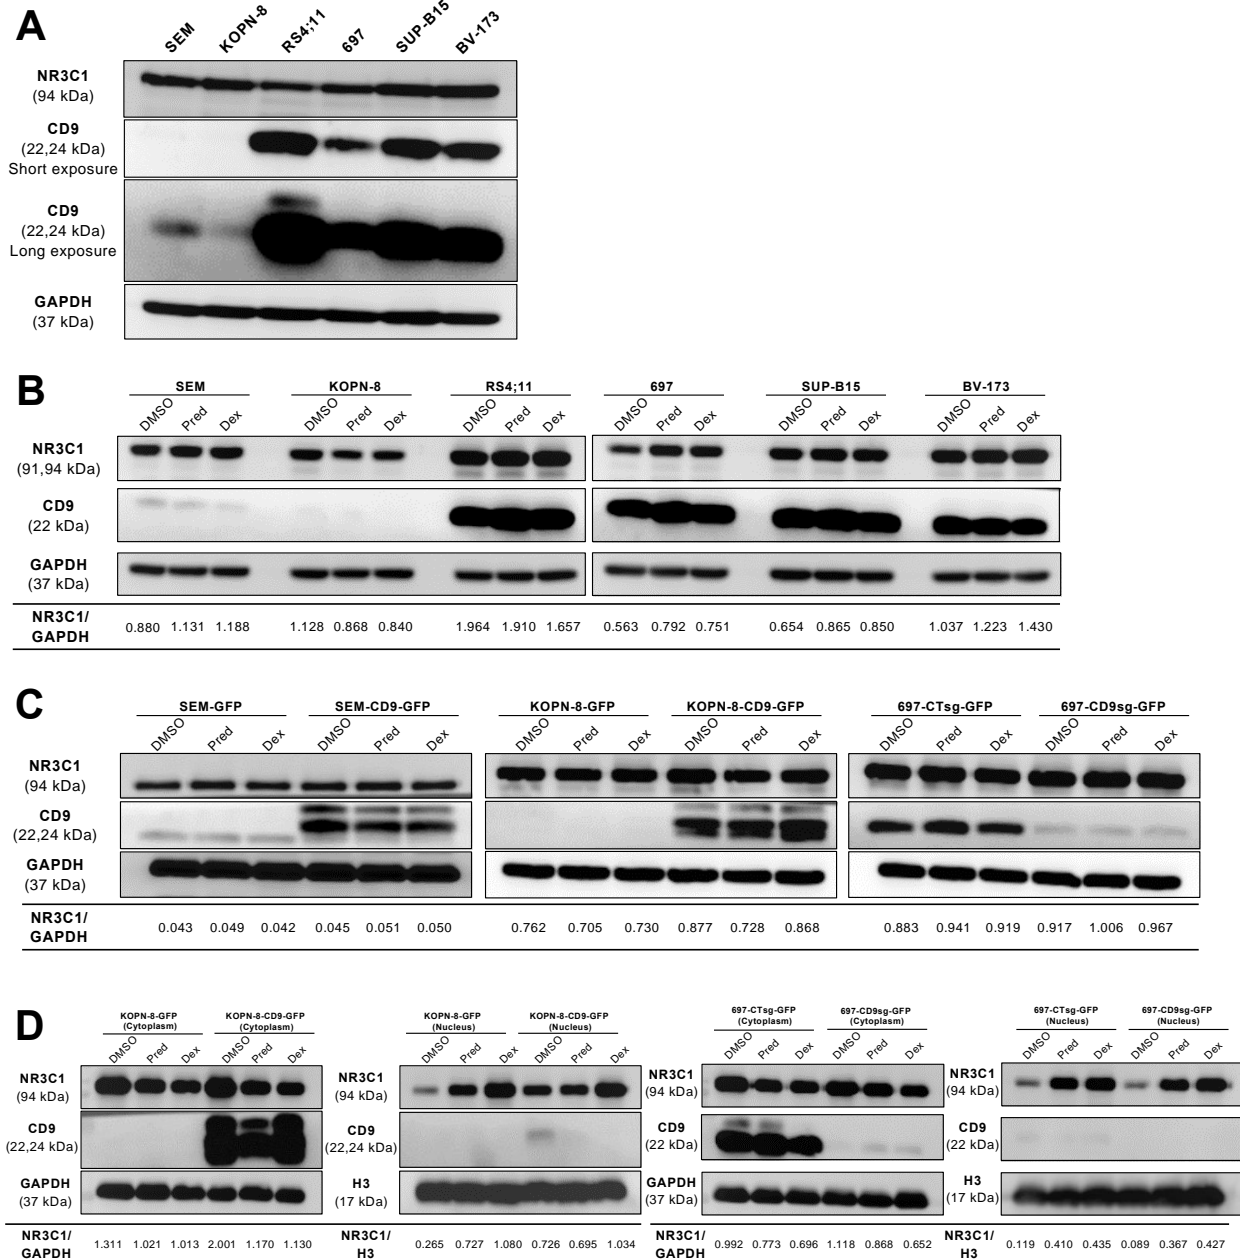 A
SEM KOPN-8 RS4;11 697 SUP-B15 BV-173
NR3C1
(94 kDa)
CD9
(22,24 kDa)
Short exposure
CD9
(22,24 kDa)
Long exposure
GAPDH
(37 kDa)
B
SEM KOPN-8 RS4;11 697 SUP-B15 BV-173
DMSO Pred Dex DMSO Pred Dex DMSO Pred Dex DMSO Pred Dex DMSO Pred Dex DMSO Pred Dex
NR3C1
(91,94 kDa)
CD9
(22 kDa)
GAPDH
(37 kDa)
NR3C1/
GAPDH
0.880 1.131 1.188 1.128 0.868 0.840 1.964 1.910 1.657 0.563 0.792 0.751 0.654 0.865 0.850 1.037 1.223 1.430
C
SEM-GFP SEM-CD9-GFP KOPN-8-GFP KOPN-8-CD9-GFP 697-CTsg-GFP 697-CD9sg-GFP
DMSO Pred Dex DMSO Pred Dex DMSO Pred Dex DMSO Pred Dex DMSO Pred Dex DMSO Pred Dex
NR3C1
(94 kDa)
CD9
(22,24 kDa)
GAPDH
(37 kDa)
NR3C1/
GAPDH
0.043 0.049 0.042 0.045 0.051 0.050 0.762 0.705 0.730 0.877 0.728 0.868 0.883 0.941 0.919 0.917 1.006 0.967
D
KOPN-8-GFP
(Cytoplasm)
KOPN-8-CD9-GFP
(Cytoplasm)
DMSO Pred Dex DMSO Pred Dex
NR3C1
(94 kDa)
CD9
(22,24 kDa)
GAPDH
(37 kDa)
NR3C1/
GAPDH
1.311 1.021 1.013 2.001 1.170 1.130
KOPN-8-GFP
(Nucleus)
KOPN-8-CD9-GFP
(Nucleus)
DMSO Pred Dex DMSO Pred Dex
NR3C1
(94 kDa)
CD9
(22,24 kDa)
H3
(17 kDa)
NR3C1/
H3
0.265 0.727 1.080 0.726 0.695 1.034
697-CTsg-GFP
(Cytoplasm)
697-CD9sg-GFP
(Cytoplasm)
DMSO Pred Dex DMSO Pred Dex
NR3C1
(94 kDa)
CD9
(22 kDa)
GAPDH
(37 kDa)
NR3C1/
GAPDH
0.992 0.773 0.696 1.118 0.868 0.652
697-CTsg-GFP
(Nucleus)
697-CD9sg-GFP
(Nucleus)
DMSO Pred Dex DMSO Pred Dex
NR3C1
(94 kDa)
CD9
(22 kDa)
H3
(17 kDa)
NR3C1/
H3
0.119 0.410 0.435 0.089 0.367 0.427